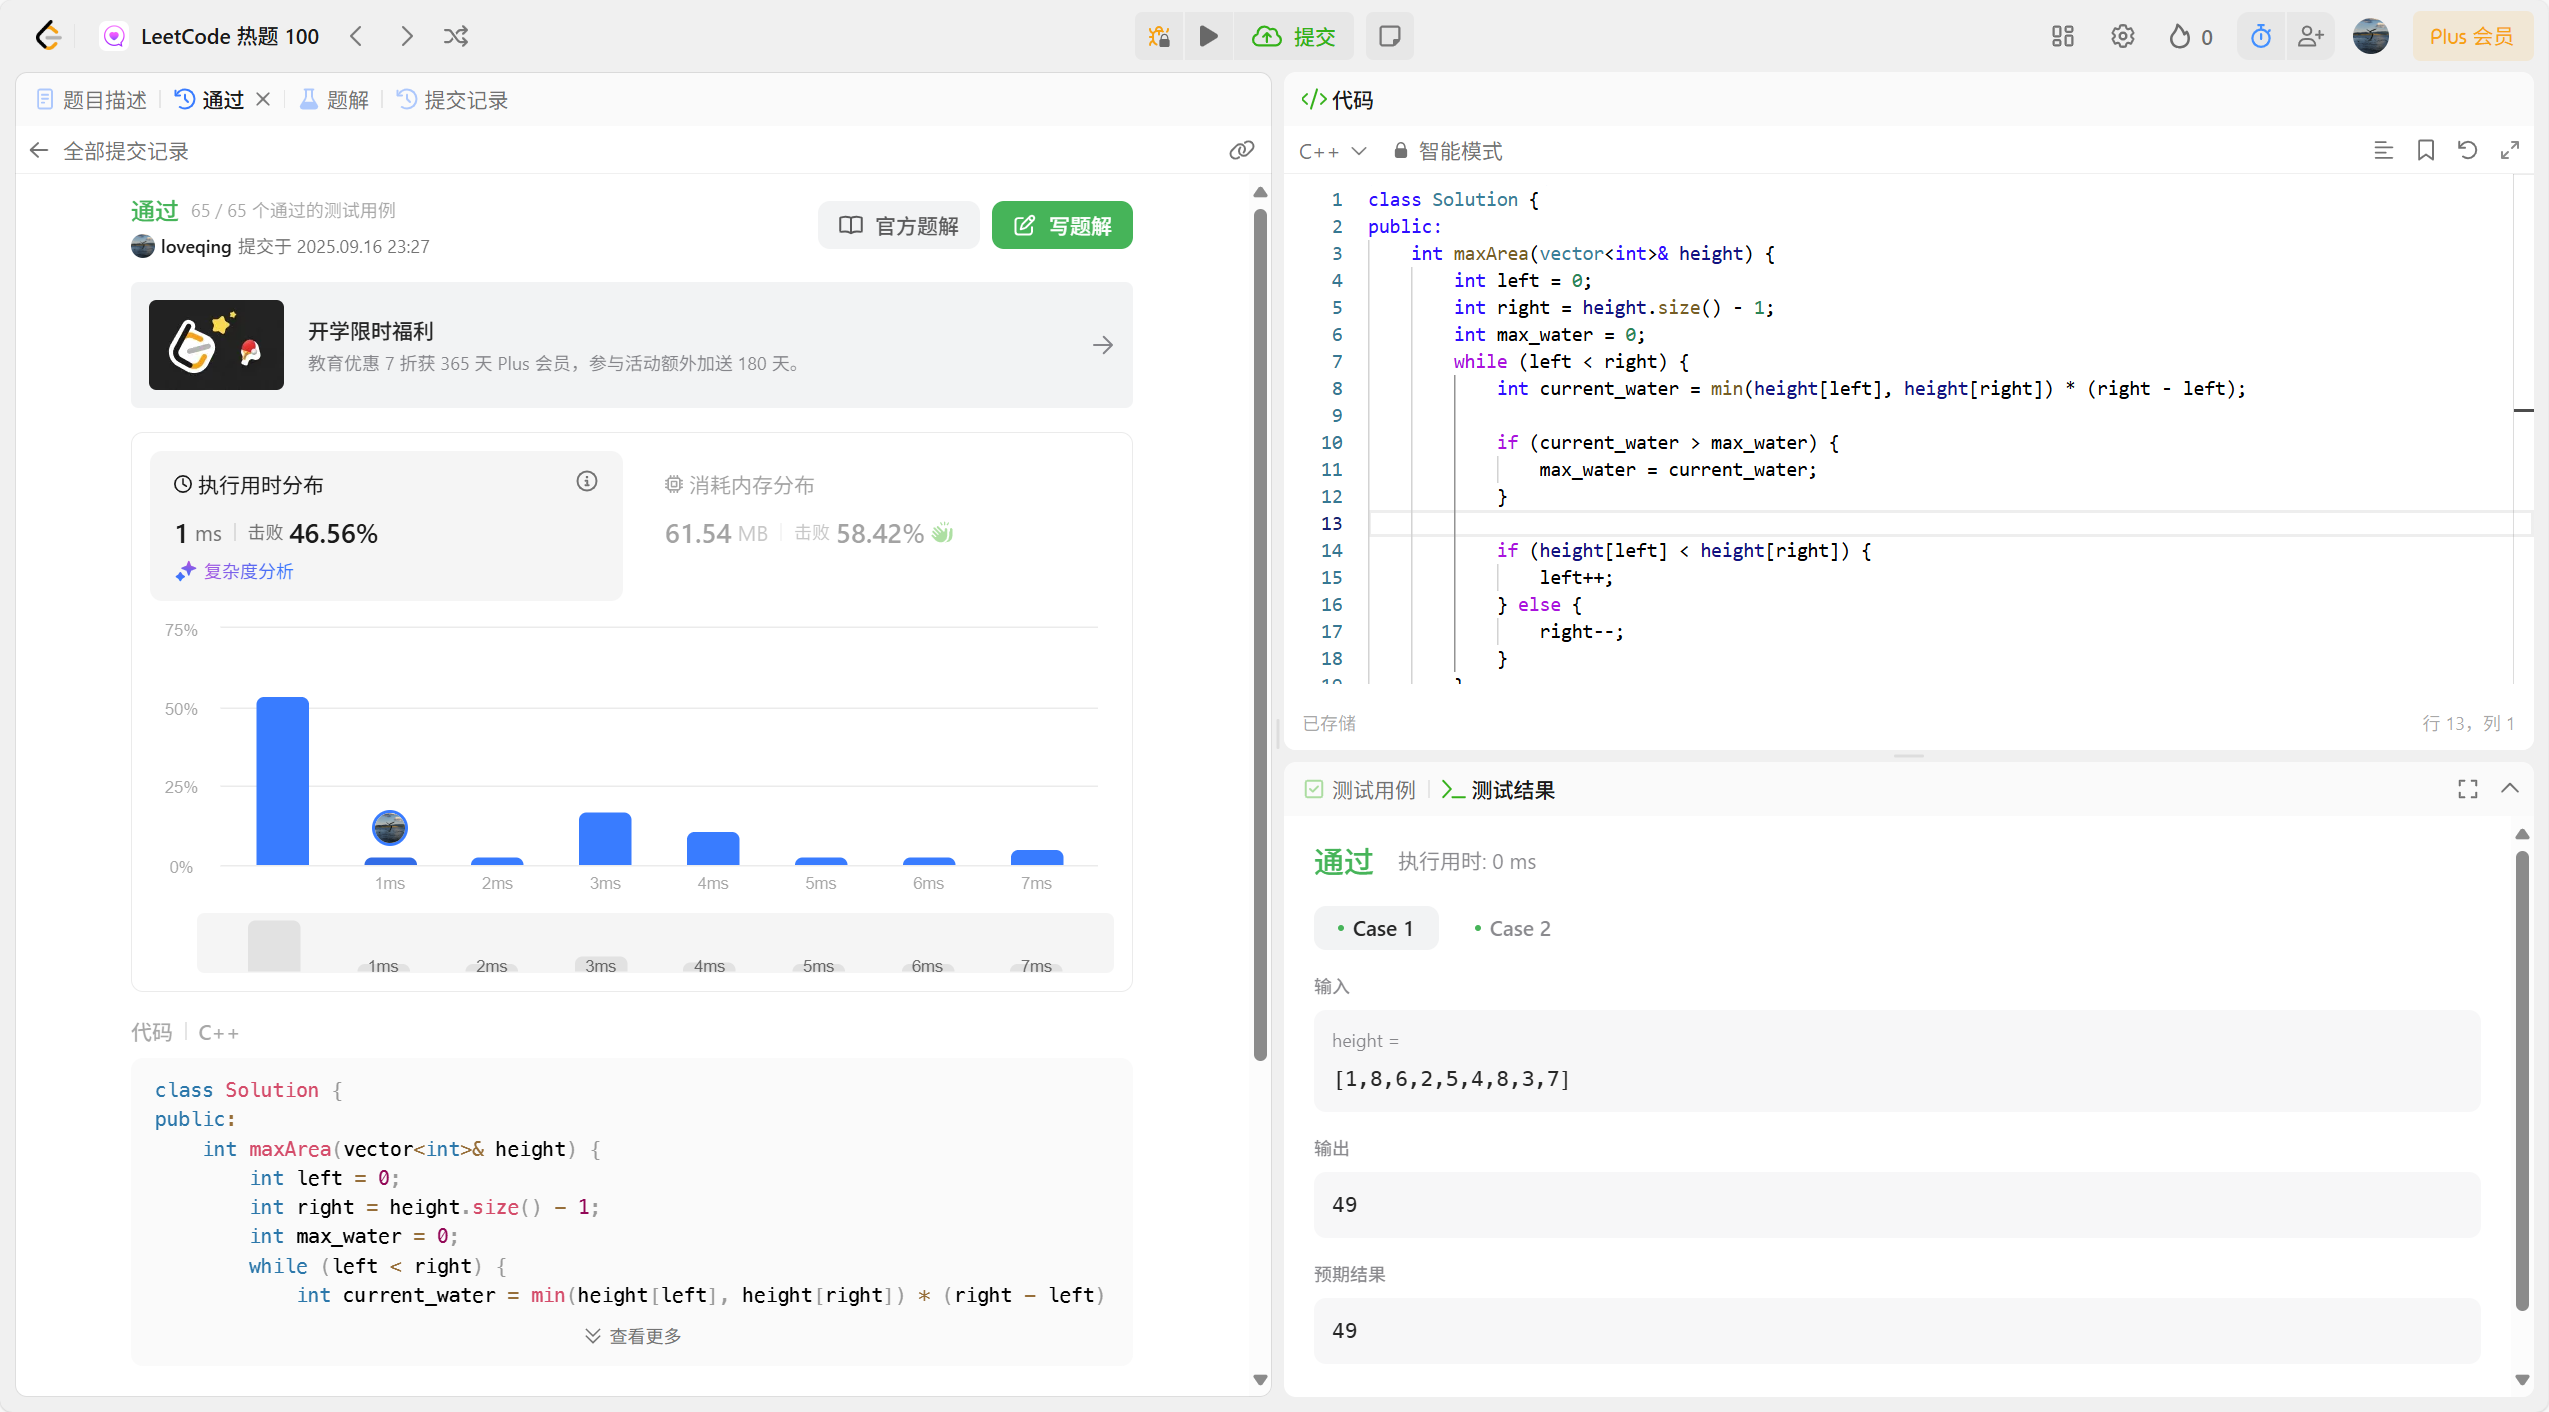 LeetCode 热题 100
提交
0
Plus 会员
题目描述
通过
题解
提交记录
全部提交记录
通过 65 / 65 个通过的测试用例
loveqing 提交于 2025.09.16 23:27
官方题解
写题解
开学限时福利
教育优惠 7 折获 365 天 Plus 会员，参与活动额外加送 180 天。
执行用时分布
1 ms 击败 46.56%
复杂度分析
消耗内存分布
61.54 MB 击败 58.42%
75%
50%
25%
0%
1ms 2ms 3ms 4ms 5ms 6ms 7ms
1ms 2ms 3ms 4ms 5ms 6ms 7ms
代码 C++
class Solution {
public:
    int maxArea(vector<int>& height) {
        int left = 0;
        int right = height.size() - 1;
        int max_water = 0;
        while (left < right) {
            int current_water = min(height[left], height[right]) * (right - left)
查看更多
</> 代码
C++ 智能模式
1 class Solution {
2 public:
3     int maxArea(vector<int>& height) {
4         int left = 0;
5         int right = height.size() - 1;
6         int max_water = 0;
7         while (left < right) {
8             int current_water = min(height[left], height[right]) * (right - left);
9
10             if (current_water > max_water) {
11                 max_water = current_water;
12             }
13
14             if (height[left] < height[right]) {
15                 left++;
16             } else {
17                 right--;
18             }
已存储
行 13，列 1
测试用例
测试结果
通过 执行用时: 0 ms
Case 1
Case 2
输入
height =
[1,8,6,2,5,4,8,3,7]
输出
49
预期结果
49